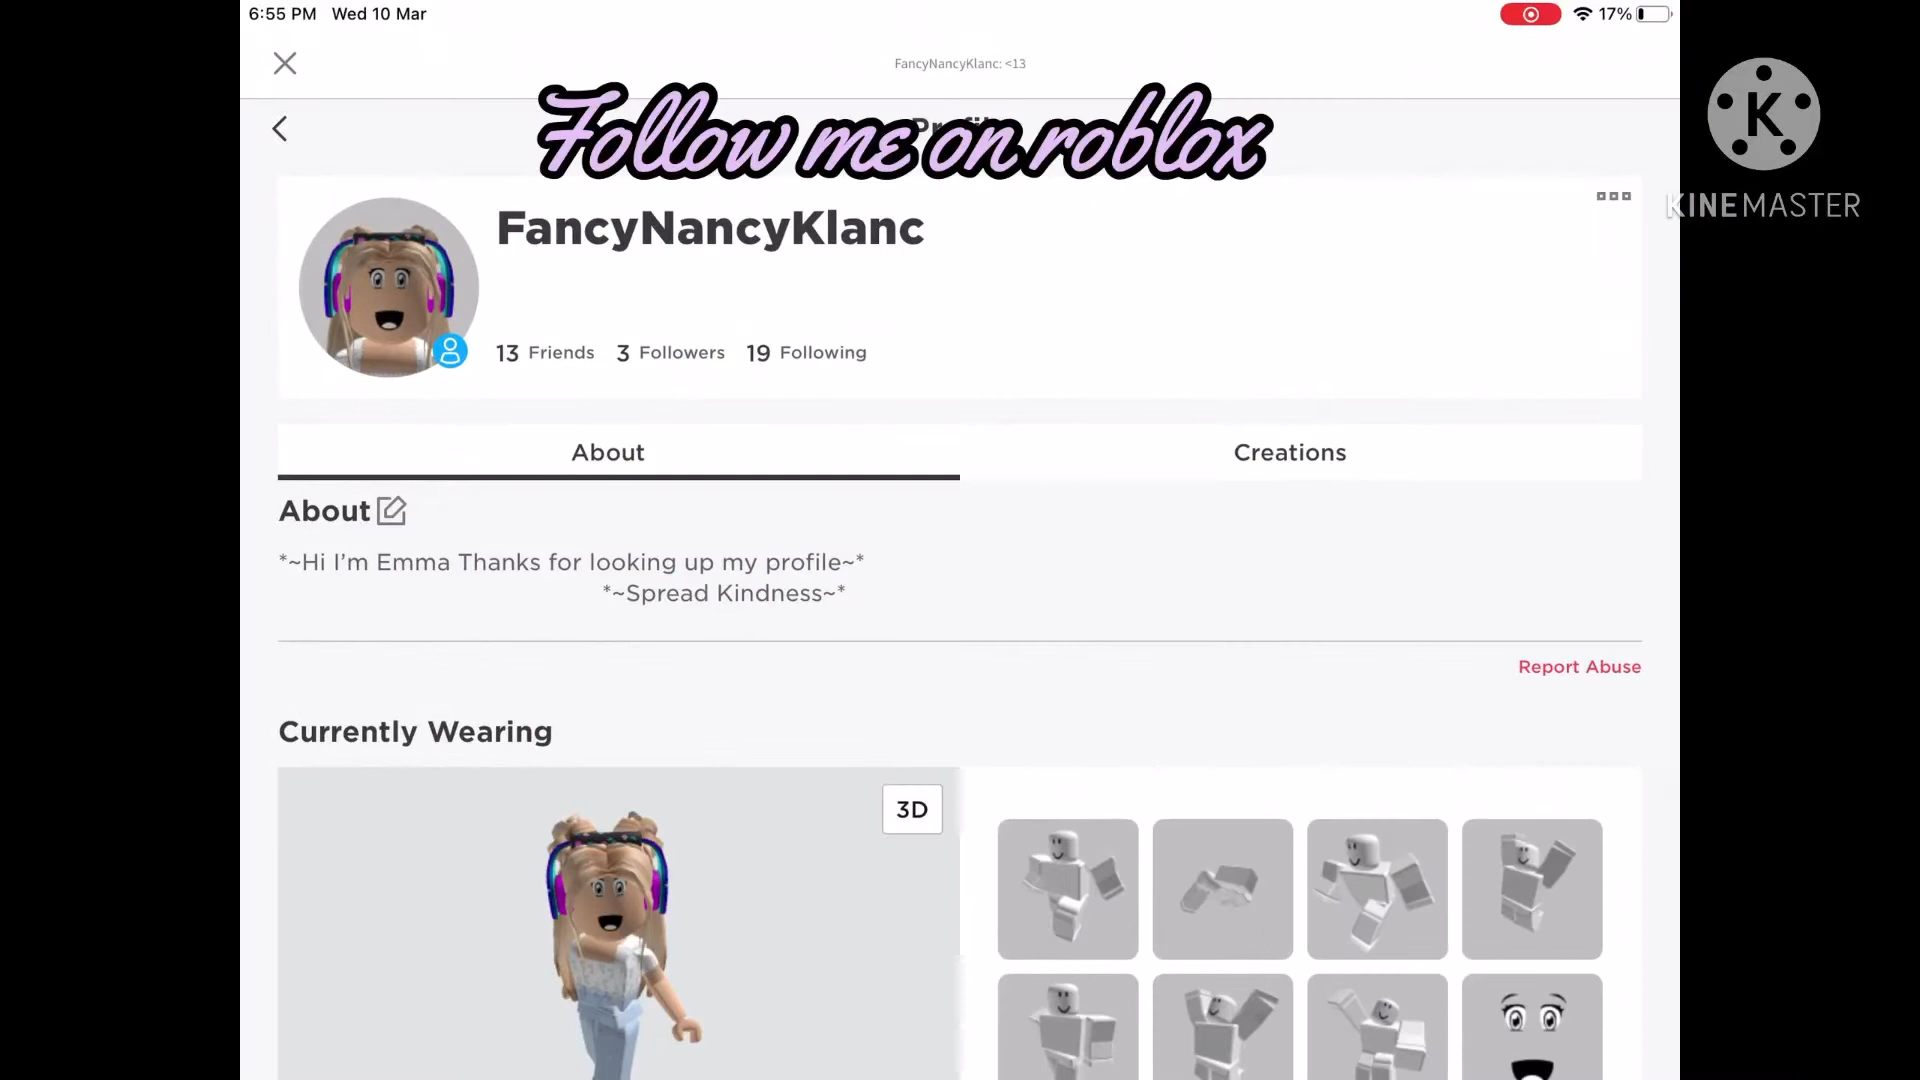 6:55 PM Wed 10 Mar
17%
FancyNancyKlanc: <13
Follow me on roblox
FancyNancyKlanc
13 Friends 3 Followers 19 Following
About
Creations
About
*~Hi I’m Emma Thanks for looking up my profile~*
*~Spread Kindness~*
Report Abuse
Currently Wearing
3D
K
KINEMASTER